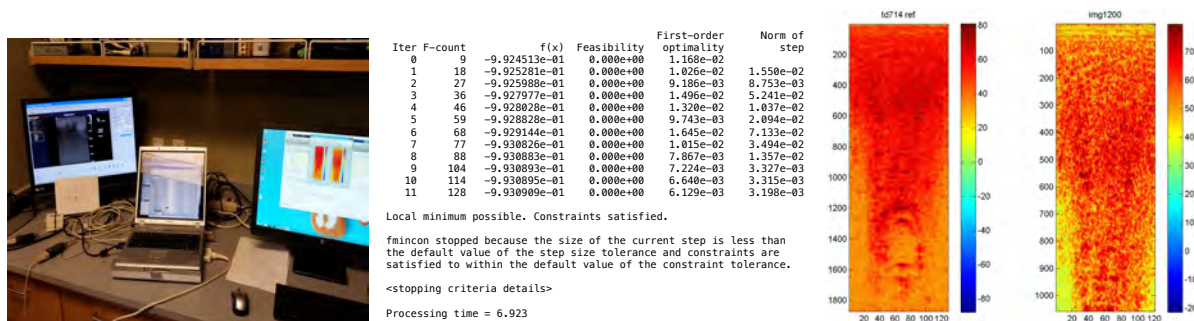 Iter F-count f(x) Feasibility First-order optimality Norm of step
0 9 -9.924513e-01 0.000e+00 1.168e-02
1 18 -9.925281e-01 0.000e+00 1.026e-02 1.550e-02
2 27 -9.925988e-01 0.000e+00 9.186e-03 8.753e-03
3 36 -9.927977e-01 0.000e+00 1.496e-02 5.241e-02
4 46 -9.928028e-01 0.000e+00 1.320e-02 1.037e-02
5 59 -9.928828e-01 0.000e+00 9.743e-03 2.094e-02
6 68 -9.929144e-01 0.000e+00 1.645e-02 7.133e-02
7 77 -9.930826e-01 0.000e+00 1.015e-02 3.494e-02
8 88 -9.930883e-01 0.000e+00 7.867e-03 1.357e-02
9 104 -9.930893e-01 0.000e+00 7.224e-03 3.327e-03
10 114 -9.930895e-01 0.000e+00 6.640e-03 3.315e-03
11 128 -9.930909e-01 0.000e+00 6.129e-03 3.198e-03
Local minimum possible. Constraints satisfied.
fmincon stopped because the size of the current step is less than
the default value of the step size tolerance and constraints are
satisfied to within the default value of the constraint tolerance.
<stopping criteria details>
Processing time = 6.923
td714 ref
200
400
600
800
1000
1200
1400
1600
1800
20 40 60 80 100 120
80
60
40
20
0
-20
-40
-60
-80
img1200
100
200
300
400
500
600
700
800
900
1000
20 40 60 80 100 120
70
60
50
40
30
20
10
0
-10
-20